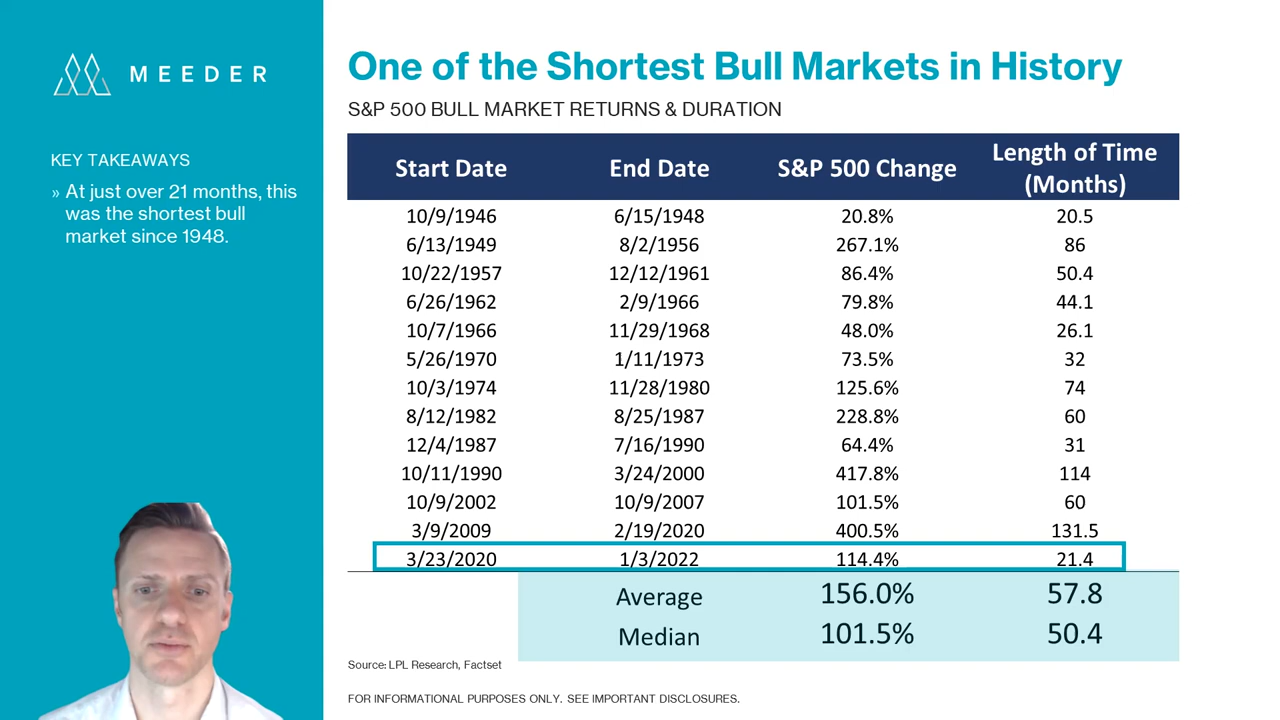 MEEDER
KEY TAKEAWAYS
» At just over 21 months, this
was the shortest bull
market since 1948.
One of the Shortest Bull Markets in History
S&P 500 BULL MARKET RETURNS & DURATION
Start Date End Date S&P 500 Change Length of Time
(Months)
10/9/1946 6/15/1948 20.8% 20.5
6/13/1949 8/2/1956 267.1% 86
10/22/1957 12/12/1961 86.4% 50.4
6/26/1962 2/9/1966 79.8% 44.1
10/7/1966 11/29/1968 48.0% 26.1
5/26/1970 1/11/1973 73.5% 32
10/3/1974 11/28/1980 125.6% 74
8/12/1982 8/25/1987 228.8% 60
12/4/1987 7/16/1990 64.4% 31
10/11/1990 3/24/2000 417.8% 114
10/9/2002 10/9/2007 101.5% 60
3/9/2009 2/19/2020 400.5% 131.5
3/23/2020 1/3/2022 114.4% 21.4
Average 156.0% 57.8
Median 101.5% 50.4
Source: LPL Research, Factset
FOR INFORMATIONAL PURPOSES ONLY. SEE IMPORTANT DISCLOSURES.